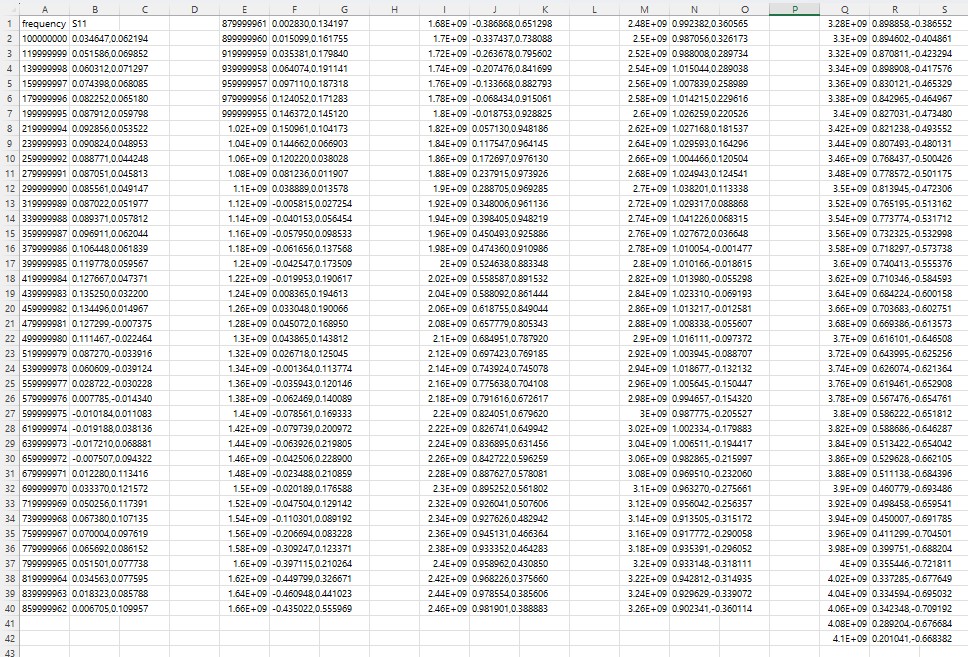 A B C D E F G H I J K L M N O P Q R S
1 frequency S11 879999961 0.002830,0.134197 1.68E+09 -0.386868,0.651298 2.48E+09 0.992382,0.360565 3.28E+09 0.898858,-0.386552
2 100000000 0.034647,0.062194 899999960 0.015099,0.161755 1.7E+09 -0.337437,0.738088 2.5E+09 0.987056,0.326173 3.3E+09 0.894602,-0.404861
3 119999999 0.051586,0.069852 919999959 0.035381,0.179840 1.72E+09 -0.263678,0.795602 2.52E+09 0.988008,0.289734 3.32E+09 0.870811,-0.423294
4 139999998 0.060312,0.071297 939999958 0.064074,0.191141 1.74E+09 -0.207476,0.841699 2.54E+09 1.015044,0.289038 3.34E+09 0.898908,-0.417576
5 159999997 0.074398,0.068085 959999957 0.097110,0.187318 1.76E+09 -0.133668,0.882793 2.56E+09 1.007839,0.258989 3.36E+09 0.830121,-0.465329
6 179999996 0.082252,0.065180 979999956 0.124052,0.171283 1.78E+09 -0.068434,0.915061 2.58E+09 1.014215,0.229616 3.38E+09 0.842965,-0.464967
7 199999995 0.087912,0.059798 999999955 0.146372,0.145120 1.8E+09 -0.018753,0.928825 2.6E+09 1.026259,0.220526 3.4E+09 0.827031,-0.473480
8 219999994 0.092856,0.053522 1.02E+09 0.150961,0.104173 1.82E+09 0.057130,0.948186 2.62E+09 1.027168,0.181537 3.42E+09 0.821238,-0.493552
9 239999993 0.090824,0.048953 1.04E+09 0.144662,0.066903 1.84E+09 0.117547,0.964145 2.64E+09 1.029593,0.164296 3.44E+09 0.807493,-0.480131
10 259999992 0.088771,0.044248 1.06E+09 0.120220,0.038028 1.86E+09 0.172697,0.976130 2.66E+09 1.004466,0.120504 3.46E+09 0.768437,-0.500426
11 279999991 0.087051,0.045813 1.08E+09 0.081236,0.011907 1.88E+09 0.237915,0.973926 2.68E+09 1.024943,0.124541 3.48E+09 0.778572,-0.501175
12 299999990 0.085561,0.049147 1.1E+09 0.038889,0.013578 1.9E+09 0.288705,0.969285 2.7E+09 1.038201,0.113338 3.5E+09 0.813945,-0.472306
13 319999989 0.087022,0.051977 1.12E+09 -0.005815,0.027254 1.92E+09 0.348006,0.961136 2.72E+09 1.029317,0.088868 3.52E+09 0.765195,-0.513162
14 339999988 0.089371,0.057812 1.14E+09 -0.040153,0.056454 1.94E+09 0.398405,0.948219 2.74E+09 1.041226,0.068315 3.54E+09 0.773774,-0.531712
15 359999987 0.096911,0.062044 1.16E+09 -0.057950,0.098533 1.96E+09 0.450493,0.925886 2.76E+09 1.027672,0.036648 3.56E+09 0.732325,-0.532998
16 379999986 0.106448,0.061839 1.18E+09 -0.061656,0.137568 1.98E+09 0.474360,0.910986 2.78E+09 1.010054,-0.001477 3.58E+09 0.718297,-0.573738
17 399999985 0.119778,0.059567 1.2E+09 -0.042547,0.173509 2E+09 0.524638,0.883348 2.8E+09 1.010166,-0.018615 3.6E+09 0.740413,-0.555376
18 419999984 0.127667,0.047371 1.22E+09 -0.019953,0.190617 2.02E+09 0.558587,0.891532 2.82E+09 1.013980,-0.055298 3.62E+09 0.710346,-0.584593
19 439999983 0.135250,0.032200 1.24E+09 0.008365,0.194613 2.04E+09 0.588092,0.861444 2.84E+09 1.023310,-0.069193 3.64E+09 0.684224,-0.600158
20 459999982 0.134496,0.014967 1.26E+09 0.033048,0.190066 2.06E+09 0.618755,0.849044 2.86E+09 1.013217,-0.012581 3.66E+09 0.703683,-0.602751
21 479999981 0.127299,-0.007375 1.28E+09 0.045072,0.168950 2.08E+09 0.657779,0.805343 2.88E+09 1.008338,-0.055607 3.68E+09 0.669386,-0.613573
22 499999980 0.111467,-0.022464 1.3E+09 0.043865,0.143812 2.1E+09 0.684951,0.787920 2.9E+09 1.016111,-0.097372 3.7E+09 0.616101,-0.646508
23 519999979 0.087270,-0.033916 1.32E+09 0.026718,0.125045 2.12E+09 0.697423,0.769185 2.92E+09 1.003945,-0.088707 3.72E+09 0.643995,-0.625256
24 539999978 0.060609,-0.039124 1.34E+09 -0.001364,0.113774 2.14E+09 0.743924,0.745078 2.94E+09 1.018677,-0.132132 3.74E+09 0.626074,-0.621364
25 559999977 0.028722,-0.030228 1.36E+09 -0.035943,0.120146 2.16E+09 0.775638,0.704108 2.96E+09 1.005645,-0.150447 3.76E+09 0.619461,-0.652908
26 579999976 0.007785,-0.014340 1.38E+09 -0.062469,0.140089 2.18E+09 0.791616,0.672617 2.98E+09 0.994657,-0.154320 3.78E+09 0.567476,-0.654761
27 599999975 -0.010184,0.011083 1.4E+09 -0.078561,0.169333 2.2E+09 0.824051,0.679620 3E+09 0.987775,-0.205527 3.8E+09 0.586222,-0.651812
28 619999974 -0.019188,0.038136 1.42E+09 -0.079739,0.200972 2.22E+09 0.826741,0.649942 3.02E+09 1.002334,-0.179883 3.82E+09 0.588686,-0.646287
29 639999973 -0.017210,0.068881 1.44E+09 -0.063926,0.219805 2.24E+09 0.836895,0.631456 3.04E+09 1.006511,-0.194417 3.84E+09 0.513422,-0.654042
30 659999972 -0.007507,0.094322 1.46E+09 -0.042506,0.228900 2.26E+09 0.842722,0.596259 3.06E+09 0.982865,-0.215997 3.86E+09 0.529628,-0.662105
31 679999971 0.012280,0.113416 1.48E+09 -0.023488,0.210859 2.28E+09 0.887627,0.578081 3.08E+09 0.969510,-0.232060 3.88E+09 0.511138,-0.684396
32 699999970 0.033370,0.121572 1.5E+09 -0.020189,0.176588 2.3E+09 0.895252,0.561802 3.1E+09 0.963270,-0.275661 3.9E+09 0.460779,-0.693486
33 719999969 0.050256,0.117391 1.52E+09 -0.047504,0.129142 2.32E+09 0.926041,0.507606 3.12E+09 0.956042,-0.256357 3.92E+09 0.498458,-0.659541
34 739999968 0.067380,0.107135 1.54E+09 -0.110301,0.089192 2.34E+09 0.927626,0.482942 3.14E+09 0.913505,-0.315172 3.94E+09 0.450007,-0.691785
35 759999967 0.070004,0.097619 1.56E+09 -0.206694,0.083228 2.36E+09 0.945131,0.466364 3.16E+09 0.917772,-0.290058 3.96E+09 0.411299,-0.704501
36 779999966 0.065692,0.086152 1.58E+09 -0.309247,0.123371 2.38E+09 0.933352,0.464283 3.18E+09 0.935391,-0.296052 3.98E+09 0.399751,-0.688204
37 799999965 0.051501,0.077738 1.6E+09 -0.397115,0.210264 2.4E+09 0.958962,0.430850 3.2E+09 0.933148,-0.318111 4E+09 0.355446,-0.721811
38 819999964 0.034563,0.077595 1.62E+09 -0.449799,0.326671 2.42E+09 0.968226,0.375660 3.22E+09 0.942812,-0.314935 4.02E+09 0.337285,-0.677649
39 839999963 0.018323,0.085788 1.64E+09 -0.460948,0.441023 2.44E+09 0.978554,0.385606 3.24E+09 0.929629,-0.339072 4.04E+09 0.334594,-0.695032
40 859999962 0.006705,0.109957 1.66E+09 -0.435022,0.555969 2.46E+09 0.981901,0.388883 3.26E+09 0.902341,-0.360114 4.06E+09 0.342348,-0.709192
41 4.08E+09 0.289204,-0.676684
42 4.1E+09 0.201041,-0.668382
43